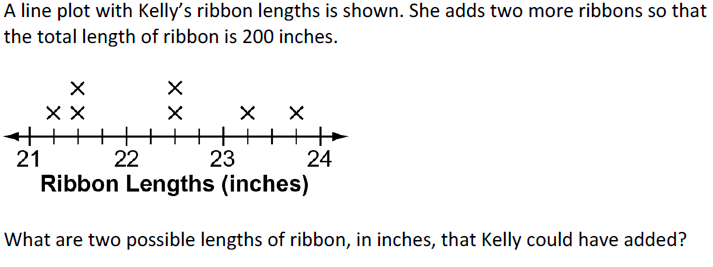 A line plot with Kelly’s ribbon lengths is shown. She adds two more ribbons so that
the total length of ribbon is 200 inches.
21 22 23 24
Ribbon Lengths (inches)
What are two possible lengths of ribbon, in inches, that Kelly could have added?